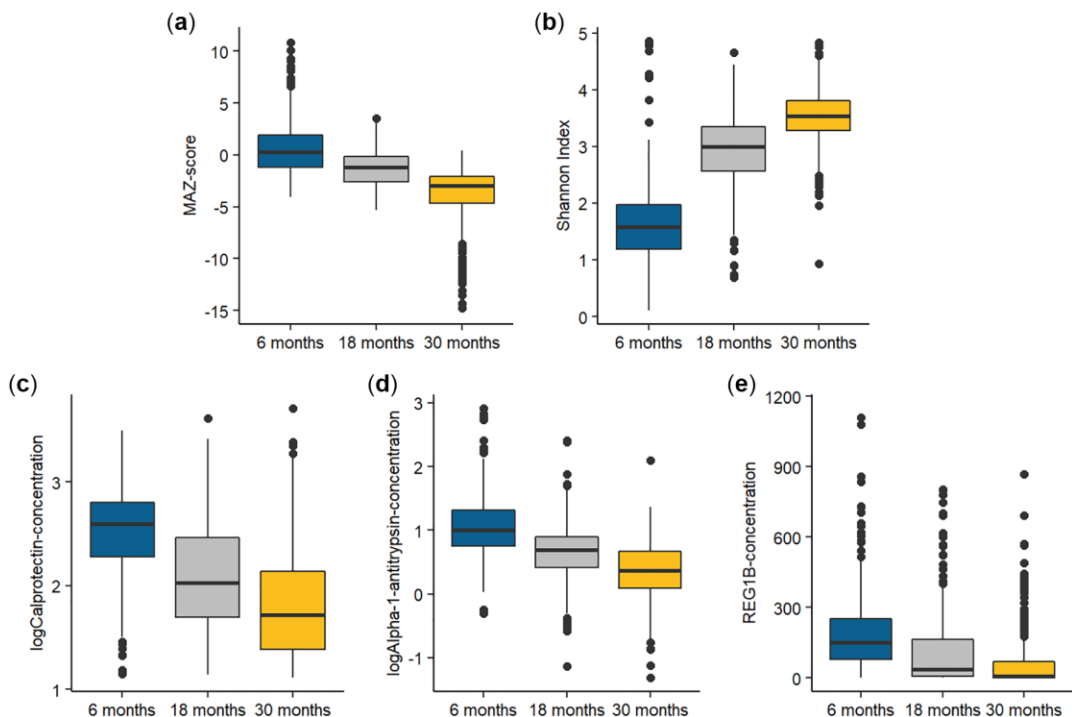 (a)
MAZ-score
10
5
0
-5
-10
-15
6 months 18 months 30 months
(b)
Shannon Index
5
4
3
2
1
0
6 months 18 months 30 months
(c)
logCalprotectin-concentration
3
2
1
6 months 18 months 30 months
(d)
logAlpha-1-antitrypsin-concentration
3
2
1
0
-1
6 months 18 months 30 months
(e)
REG1B-concentration
1200
900
600
300
0
6 months 18 months 30 months